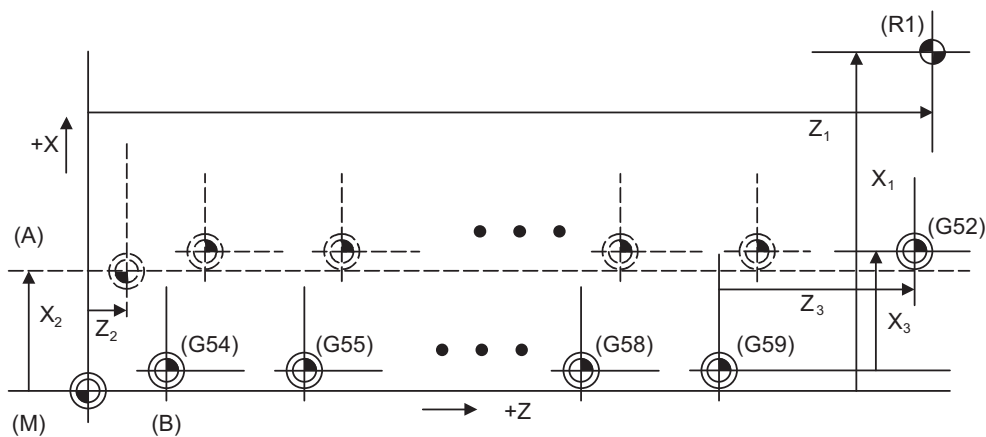 (R1)
Z1
+X
X1
(A)
(G52)
X2
Z2
Z3
X3
(G54)
(G55)
(G58)
(G59)
(M)
(B)
+Z